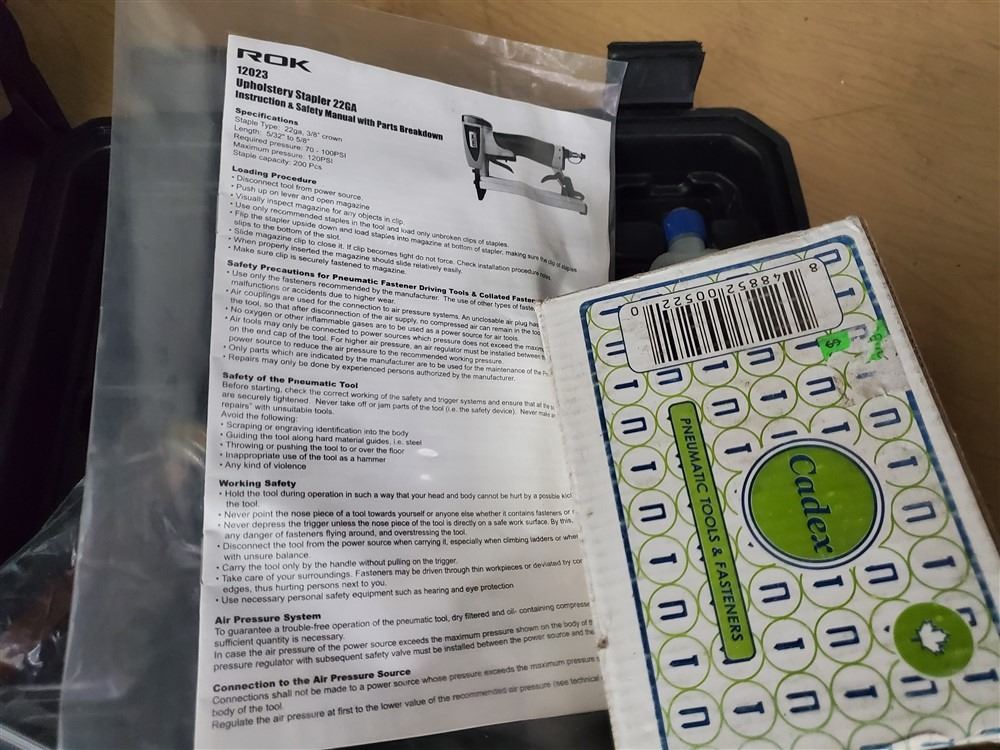 ROK
12023
Upholstery Stapler 22GA
Instruction & Safety Manual with Parts Breakdown
Specifications
Staple Type: 22ga, 3/8" crown
Length: 5/32" to 5/8"
Required pressure: 70 - 100PSI
Maximum pressure: 120PSI
Staple capacity: 200 Pcs
Loading Procedure
• Disconnect tool from power source.
• Push up on lever and open magazine
• Visually inspect magazine for any objects in clip.
• Use only recommended staples in the tool and load only unbroken clips of staples.
• Flip the stapler upside down and load staples into magazine at bottom of stapler, making sure the clip of staples
slips to the bottom of the slot.
• Slide magazine clip to close it. If clip becomes tight do not force. Check installation procedure
• When properly inserted the magazine should slide relatively easily.
• Make sure clip is securely fastened to magazine.
Safety Precautions for Pneumatic Fastener Driving Tools & Collated
• Use only the fasteners recommended by the manufacturer. The use of other types of
malfunctions or accidents due to higher wear.
• Air couplings are used for the connection to air pressure systems. An unclosable air plug
the tool, so that after disconnection of the air supply, no compressed air can remain in the
• No oxygen or other inflammable gases are to be used as a power source for air tools.
• Air tools may only be connected to power sources which pressure does not exceed the
on the end cap of the tool. For higher air pressure, an air regulator must be installed between
power source to reduce the air pressure to the recommended working pressure.
• Only parts which are indicated by the manufacturer are to be used for the maintenance of the
• Repairs may only be done by experienced persons authorized by the manufacturer.
Safety of the Pneumatic Tool
Before starting, check the correct working of the safety and trigger systems and ensure that all
are securely tightened. Never take off or jam parts of the tool (i.e. the safety device). Never
repairs" with unsuitable tools.
Avoid the following:
• Scraping or engraving identification into the body
• Guiding the tool along hard material guides, i.e. steel
• Throwing or pushing the tool to or over the floor
• Inappropriate use of the tool as a hammer
• Any kind of violence
Working Safety
• Hold the tool during operation in such a way that your head and body cannot be hurt by a possible
the tool.
• Never point the nose piece of a tool towards yourself or anyone else whether it contains fasteners or
• Never depress the trigger unless the nose piece of the tool is directly on a safe work surface. By this,
any danger of fasteners flying around, and overstressing the tool.
• Disconnect the tool from the power source when carrying it, especially when climbing ladders or
with unsure balance.
• Carry the tool only by the handle without pulling on the trigger.
• Take care of your surroundings. Fasteners may be driven through thin workpieces or deviated by
edges, thus hurting persons next to you.
• Use necessary personal safety equipment such as hearing and eye protection
Air Pressure System
To guarantee a trouble-free operation of the pneumatic tool, dry filtered and oil- containing
sufficient quantity is necessary.
In case the air pressure of the power source exceeds the maximum pressure shown on the body of
pressure regulator with subsequent safety valve must be installed between the power source and the
Connection to the Air Pressure Source
Connections shall not be made to a power source whose pressure exceeds the maximum pressure
body of the tool.
Regulate the air pressure at first to the lower value of the recommended air pressure (see technical
8 48852 00522 0
PNEUMATIC TOOLS & FASTENERS
Cadex